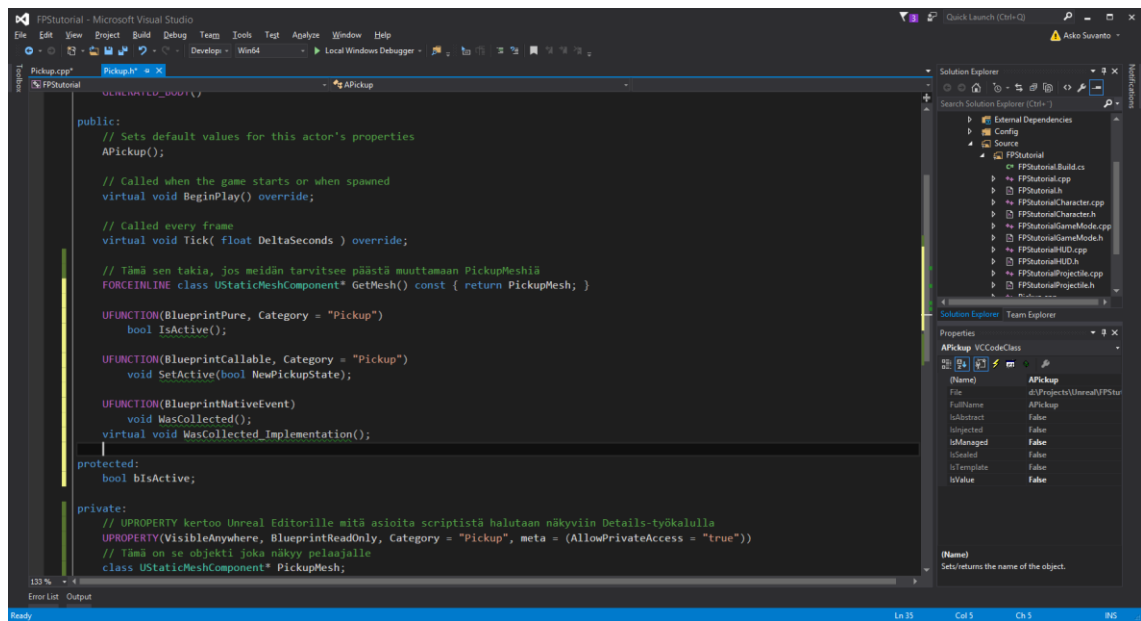 FPStutorial - Microsoft Visual Studio
3
Quick Launch (Ctrl+Q)
File Edit View Project Build Debug Team Tools Test Analyze Window Help
Asko Suvanto
Develop Win64 Local Windows Debugger
Toolbox
Pickup.cpp*
Pickup.h*
FPStutorial
APickup
GENERATED_BODY()
public:
// Sets default values for this actor's properties
APickup();
// Called when the game starts or when spawned
virtual void BeginPlay() override;
// Called every frame
virtual void Tick( float DeltaSeconds ) override;
// Tämä sen takia, jos meidän tarvitsee päästä muuttamaan PickupMeshiä
FORCEINLINE class UStaticMeshComponent* GetMesh() const { return PickupMesh; }
UFUNCTION(BlueprintPure, Category = "Pickup")
bool IsActive();
UFUNCTION(BlueprintCallable, Category = "Pickup")
void SetActive(bool NewPickupState);
UFUNCTION(BlueprintNativeEvent)
void WasCollected();
virtual void WasCollected_Implementation();
protected:
bool bIsActive;
private:
// UPROPERTY kertoo Unreal Editorille mitä asioita scriptistä halutaan näkyviin Details-työkalulla
UPROPERTY(VisibleAnywhere, BlueprintReadOnly, Category = "Pickup", meta = (AllowPrivateAccess = "true"))
// Tämä on se objekti joka näkyy pelaajalle
class UStaticMeshComponent* PickupMesh;
133 %
Error List Output
Ready
Ln 35 Col 5 Ch 5 INS
Solution Explorer
Search Solution Explorer (Ctrl+¨)
External Dependencies
Config
Source
FPStutorial
FPStutorial.Build.cs
FPStutorial.cpp
FPStutorial.h
FPStutorialCharacter.cpp
FPStutorialCharacter.h
FPStutorialGameMode.cpp
FPStutorialGameMode.h
FPStutorialHUD.cpp
FPStutorialHUD.h
FPStutorialProjectile.cpp
FPStutorialProjectile.h
Pickup.cpp
Solution Explorer Team Explorer
Properties
APickup VCCodeClass
(Name) APickup
File d:\Projects\Unreal\FPStut
FullName APickup
IsAbstract False
IsInjected False
IsManaged False
IsSealed False
IsTemplate False
IsValue False
(Name)
Sets/returns the name of the object.
Notifications